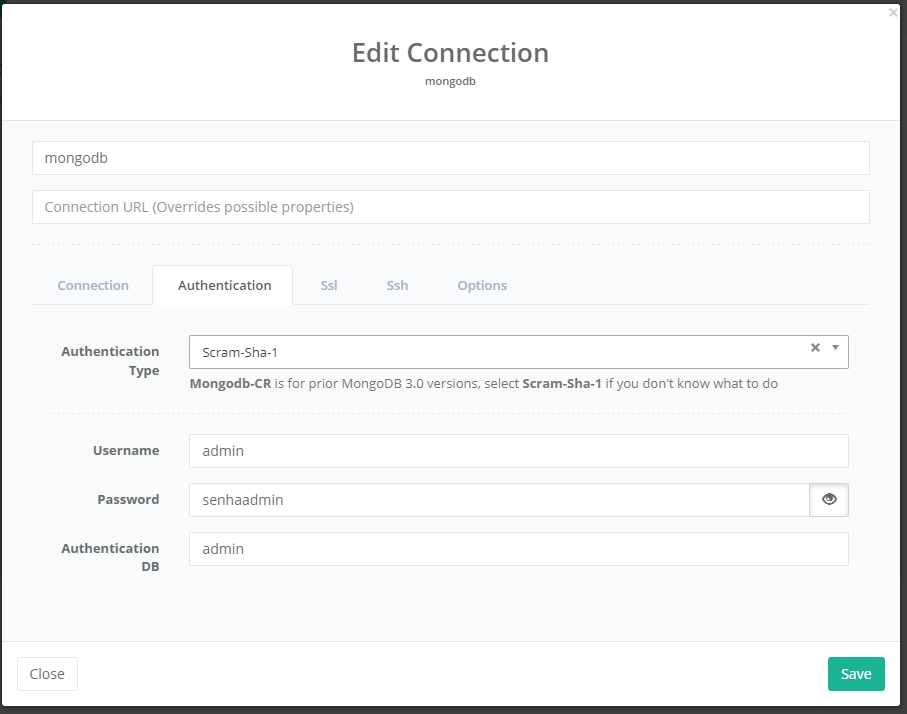 Edit Connection
mongodb
mongodb
Connection URL (Overrides possible properties)
Connection Authentication Ssl Ssh Options
Authentication Type
Scram-Sha-1
Mongodb-CR is for prior MongoDB 3.0 versions, select Scram-Sha-1 if you don't know what to do
Username
admin
Password
senhaadmin
Authentication DB
admin
Close
Save